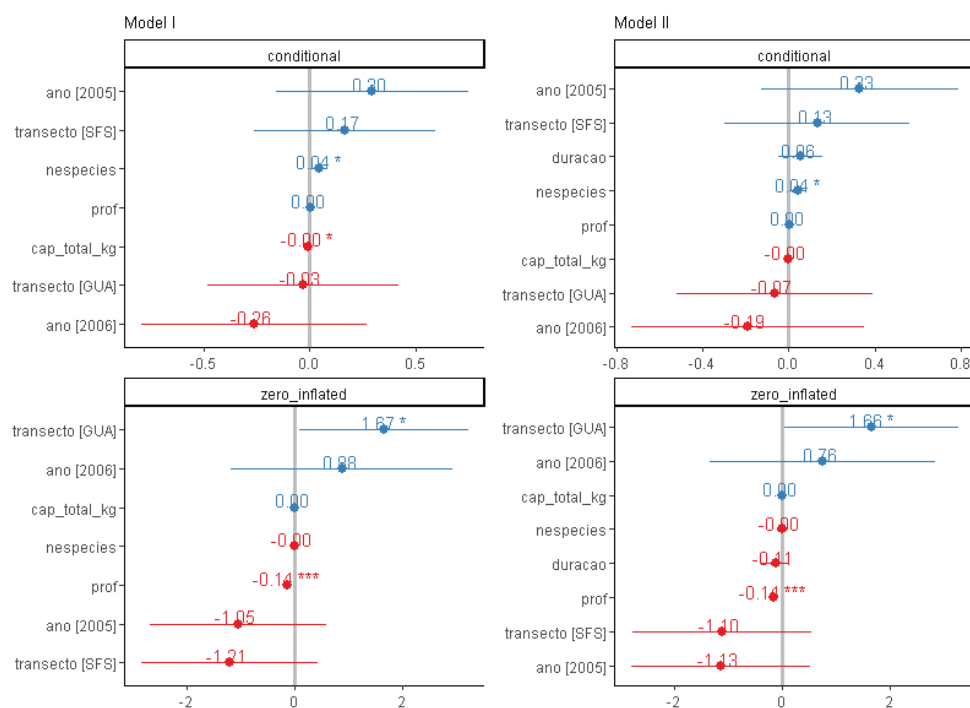 Model I
conditional
ano [2005]
0.30
transecto [SFS]
0.17
nespecies
0.04 *
prof
0.00
cap_total_kg
-0.00 *
transecto [GUA]
-0.03
ano [2006]
-0.26
-0.5 0.0 0.5
zero_inflated
transecto [GUA]
1.67 *
ano [2006]
0.88
cap_total_kg
0.00
nespecies
-0.00
prof
-0.14 ***
ano [2005]
-1.05
transecto [SFS]
-1.21
-2 0 2
Model II
conditional
ano [2005]
0.33
transecto [SFS]
0.13
duracao
0.06
nespecies
0.04 *
prof
0.00
cap_total_kg
-0.00
transecto [GUA]
-0.07
ano [2006]
-0.19
-0.8 -0.4 0.0 0.4 0.8
zero_inflated
transecto [GUA]
1.66 *
ano [2006]
0.76
cap_total_kg
0.00
nespecies
-0.00
duracao
-0.11
prof
-0.14 ***
transecto [SFS]
-1.10
ano [2005]
-1.13
-2 0 2